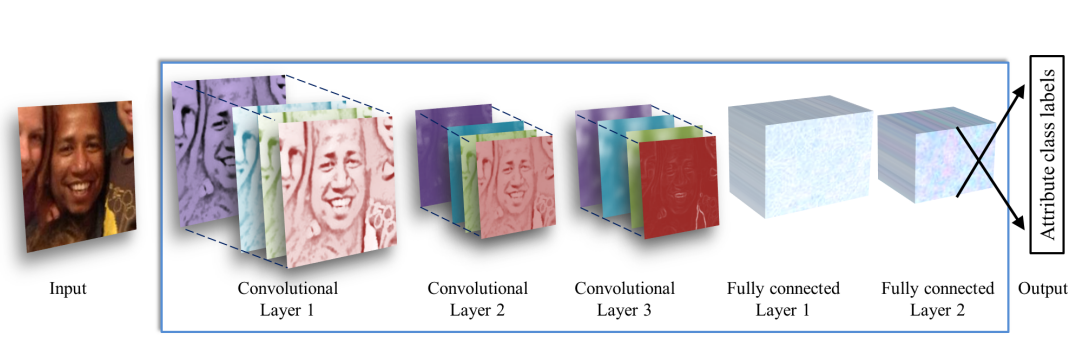 Input
Convolutional
Layer 1
Convolutional
Layer 2
Convolutional
Layer 3
Fully connected
Layer 1
Fully connected
Layer 2
Output
Attribute class labels